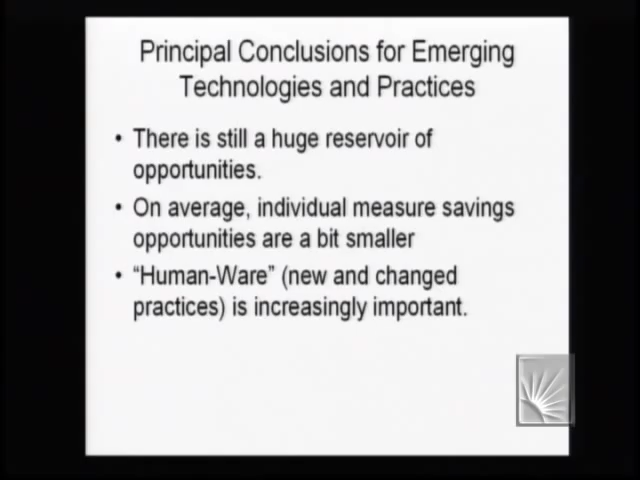 Principal Conclusions for Emerging
Technologies and Practices
• There is still a huge reservoir of
opportunities.
• On average, individual measure savings
opportunities are a bit smaller
• “Human-Ware” (new and changed
practices) is increasingly important.